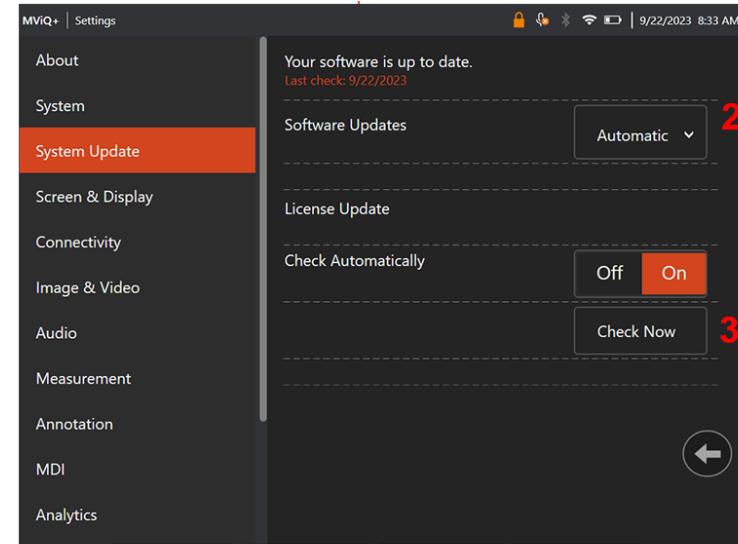 MViQ+ | Settings 9/22/2023 8:33 AM
About
System
System Update
Screen & Display
Connectivity
Image & Video
Audio
Measurement
Annotation
MDI
Analytics
Your software is up to date.
Last check: 9/22/2023
Software Updates Automatic 2
License Update
Check Automatically Off On
Check Now 3